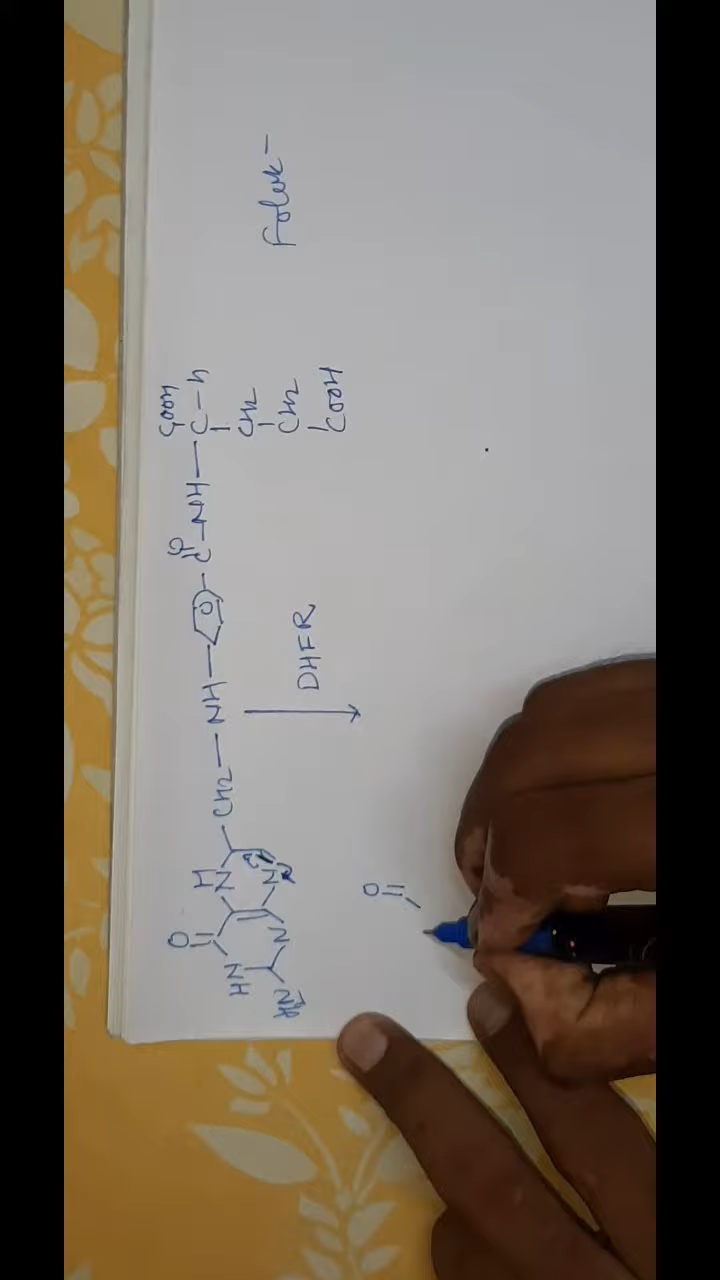 COOH
O H O
N CH2 — NH — C — NH — C — H
HN CH2
H2N N N CH2
COOH
DHFR
Folate -
O